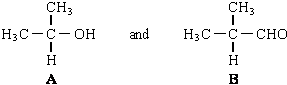 CH₃ CH₃
H₃C – C – OH and H₃C – C – CHO
H H
A B